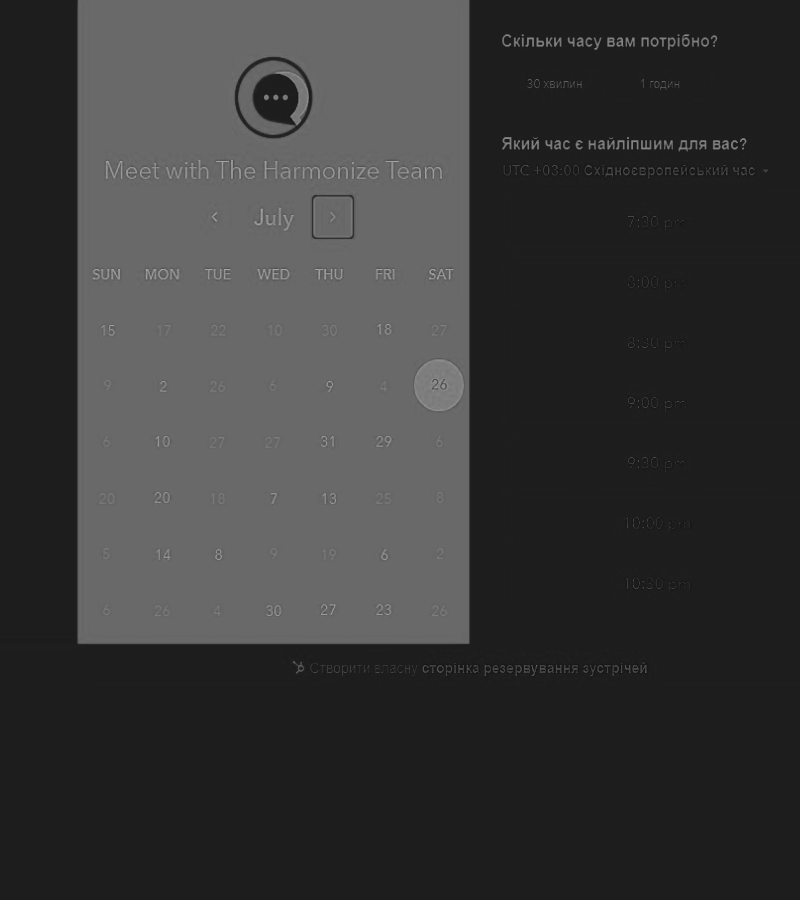 Meet with The Harmonize Team
July
SUN MON TUE WED THU FRI SAT
15 17 22 10 30 18 27
9 2 26 6 9 4 26
6 10 27 27 31 29 6
20 20 18 7 13 25 8
5 14 8 9 19 6 2
6 26 4 30 27 23 26
Скільки часу вам потрібно?
30 хвилин 1 годин
Який час є найліпшим для вас?
UTC +03:00 Східноєвропейський час
7:30 pm
8:00 pm
8:30 pm
9:00 pm
9:30 pm
10:00 pm
10:30 pm
Створити власну сторінка резервування зустрічей